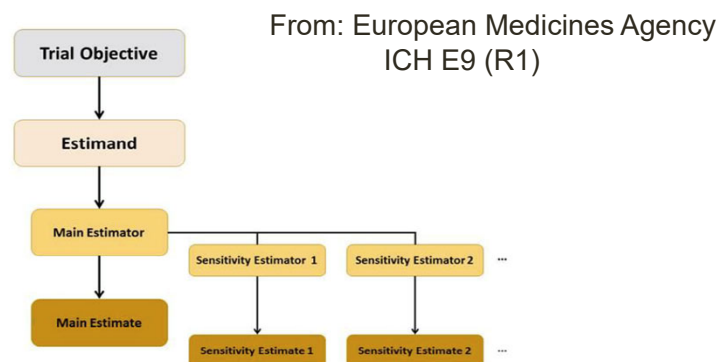 From: European Medicines Agency
ICH E9 (R1)
Trial Objective
Estimand
Main Estimator
Sensitivity Estimator 1
Sensitivity Estimator 2
...
Main Estimate
Sensitivity Estimate 1
Sensitivity Estimate 2
...